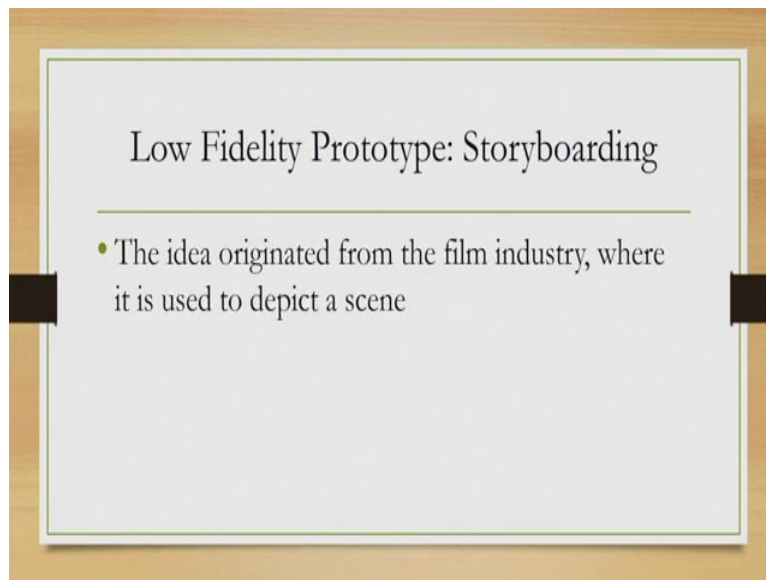 Low Fidelity Prototype: Storyboarding
• The idea originated from the film industry, where
it is used to depict a scene